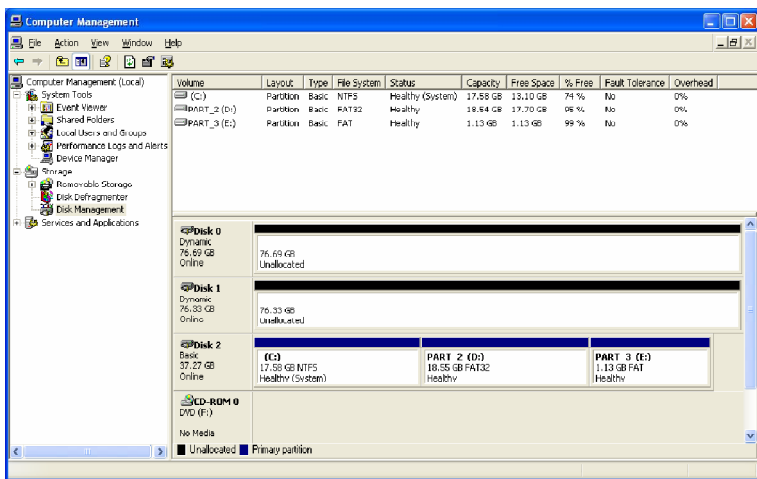 Computer Management
File Action View Window Help
Computer Management (Local)
System Tools
Event Viewer
Shared Folders
Local Users and Groups
Performance Logs and Alerts
Device Manager
Storage
Removable Storage
Disk Defragmenter
Disk Management
Services and Applications
Volume Layout Type File System Status Capacity Free Space % Free Fault Tolerance Overhead
(C:) Partition Basic NTFS Healthy (System) 17.58 GB 13.10 GB 74 % No 0%
PART_2 (D:) Partition Basic FAT32 Healthy 17.70 GB No 0%
PART_3 (E:) Partition Basic FAT Healthy 1.13 GB 1.13 GB 99 % No 0%
Disk 0
Dynamic
76.69 GB
Online
76.69 GB
Unallocated
Disk 1
Dynamic
76.33 GB
Online
76.33 GB
Unallocated
Disk 2
Basic
37.27 GB
Online
(C:)
17.58 GB NTFS
Healthy (System)
PART 2 (D:)
18.55 GB FAT32
Healthy
PART 3 (E:)
1.13 GB FAT
Healthy
CD-ROM 0
DVD (F:)
No Media
Unallocated Primary partition